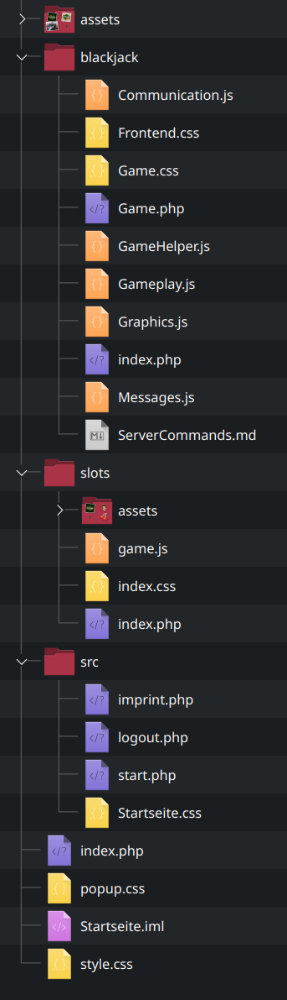 assets
blackjack
Communication.js
Frontend.css
Game.css
Game.php
GameHelper.js
Gameplay.js
Graphics.js
index.php
Messages.js
ServerCommands.md
slots
assets
game.js
index.css
index.php
src
imprint.php
logout.php
start.php
Startseite.css
index.php
popup.css
Startseite.iml
style.css